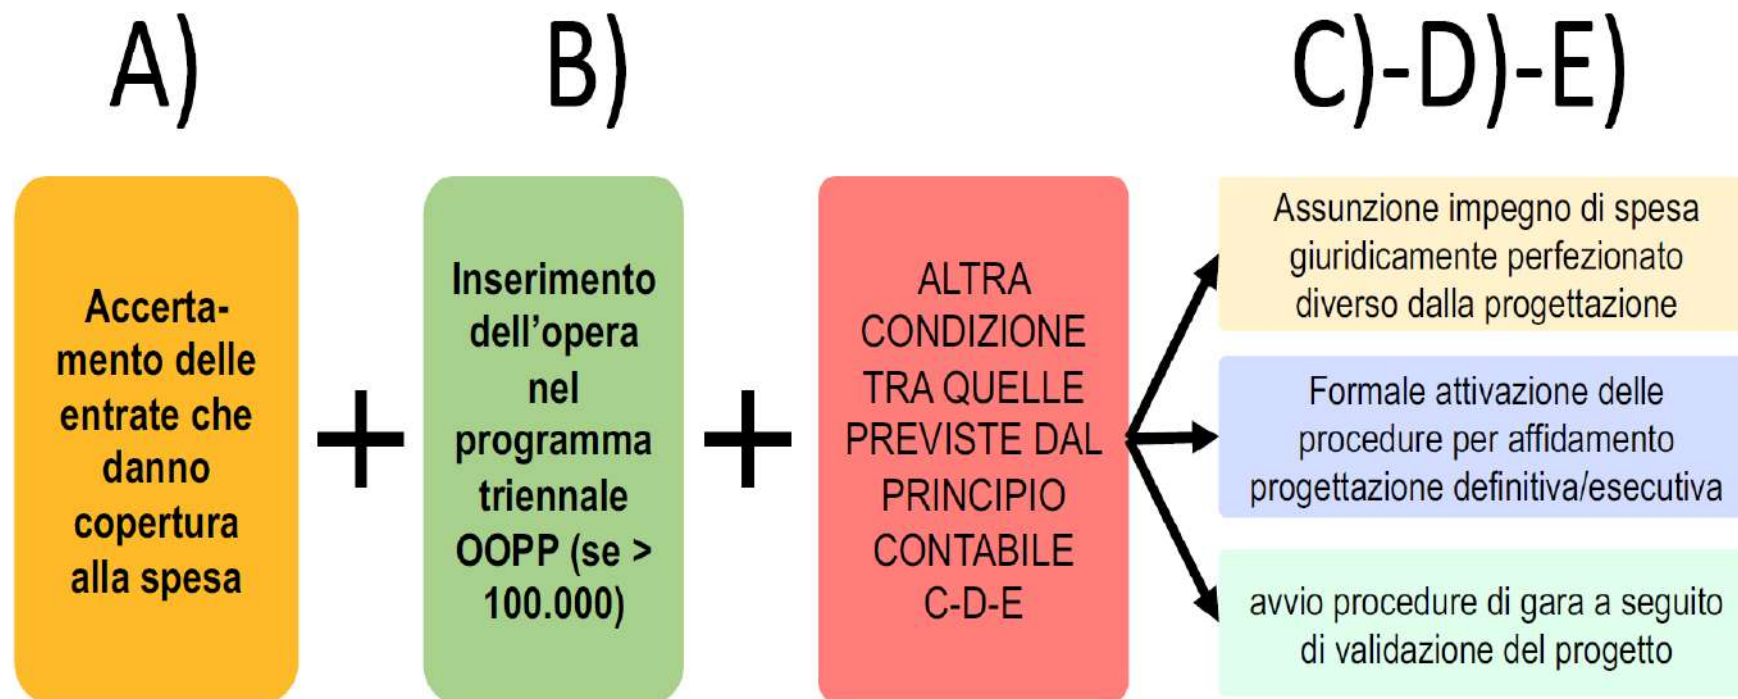 A)
B)
C)-D)-E)
Accerta-
mento delle
entrate che
danno
copertura
alla spesa
+
Inserimento
dell’opera
nel
programma
triennale
OOPP (se >
100.000)
+
ALTRA
CONDIZIONE
TRA QUELLE
PREVISTE DAL
PRINCIPIO
CONTABILE
C-D-E
Assunzione impegno di spesa
giuridicamente perfezionato
diverso dalla progettazione
Formale attivazione delle
procedure per affidamento
progettazione definitiva/esecutiva
avvio procedure di gara a seguito
di validazione del progetto